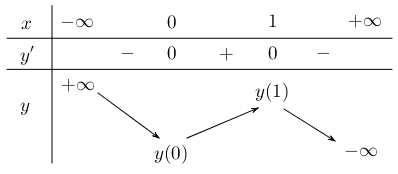 x −∞ 0 1 +∞
y′ − 0 + 0 −
+∞ y(1)
y
y(0) −∞